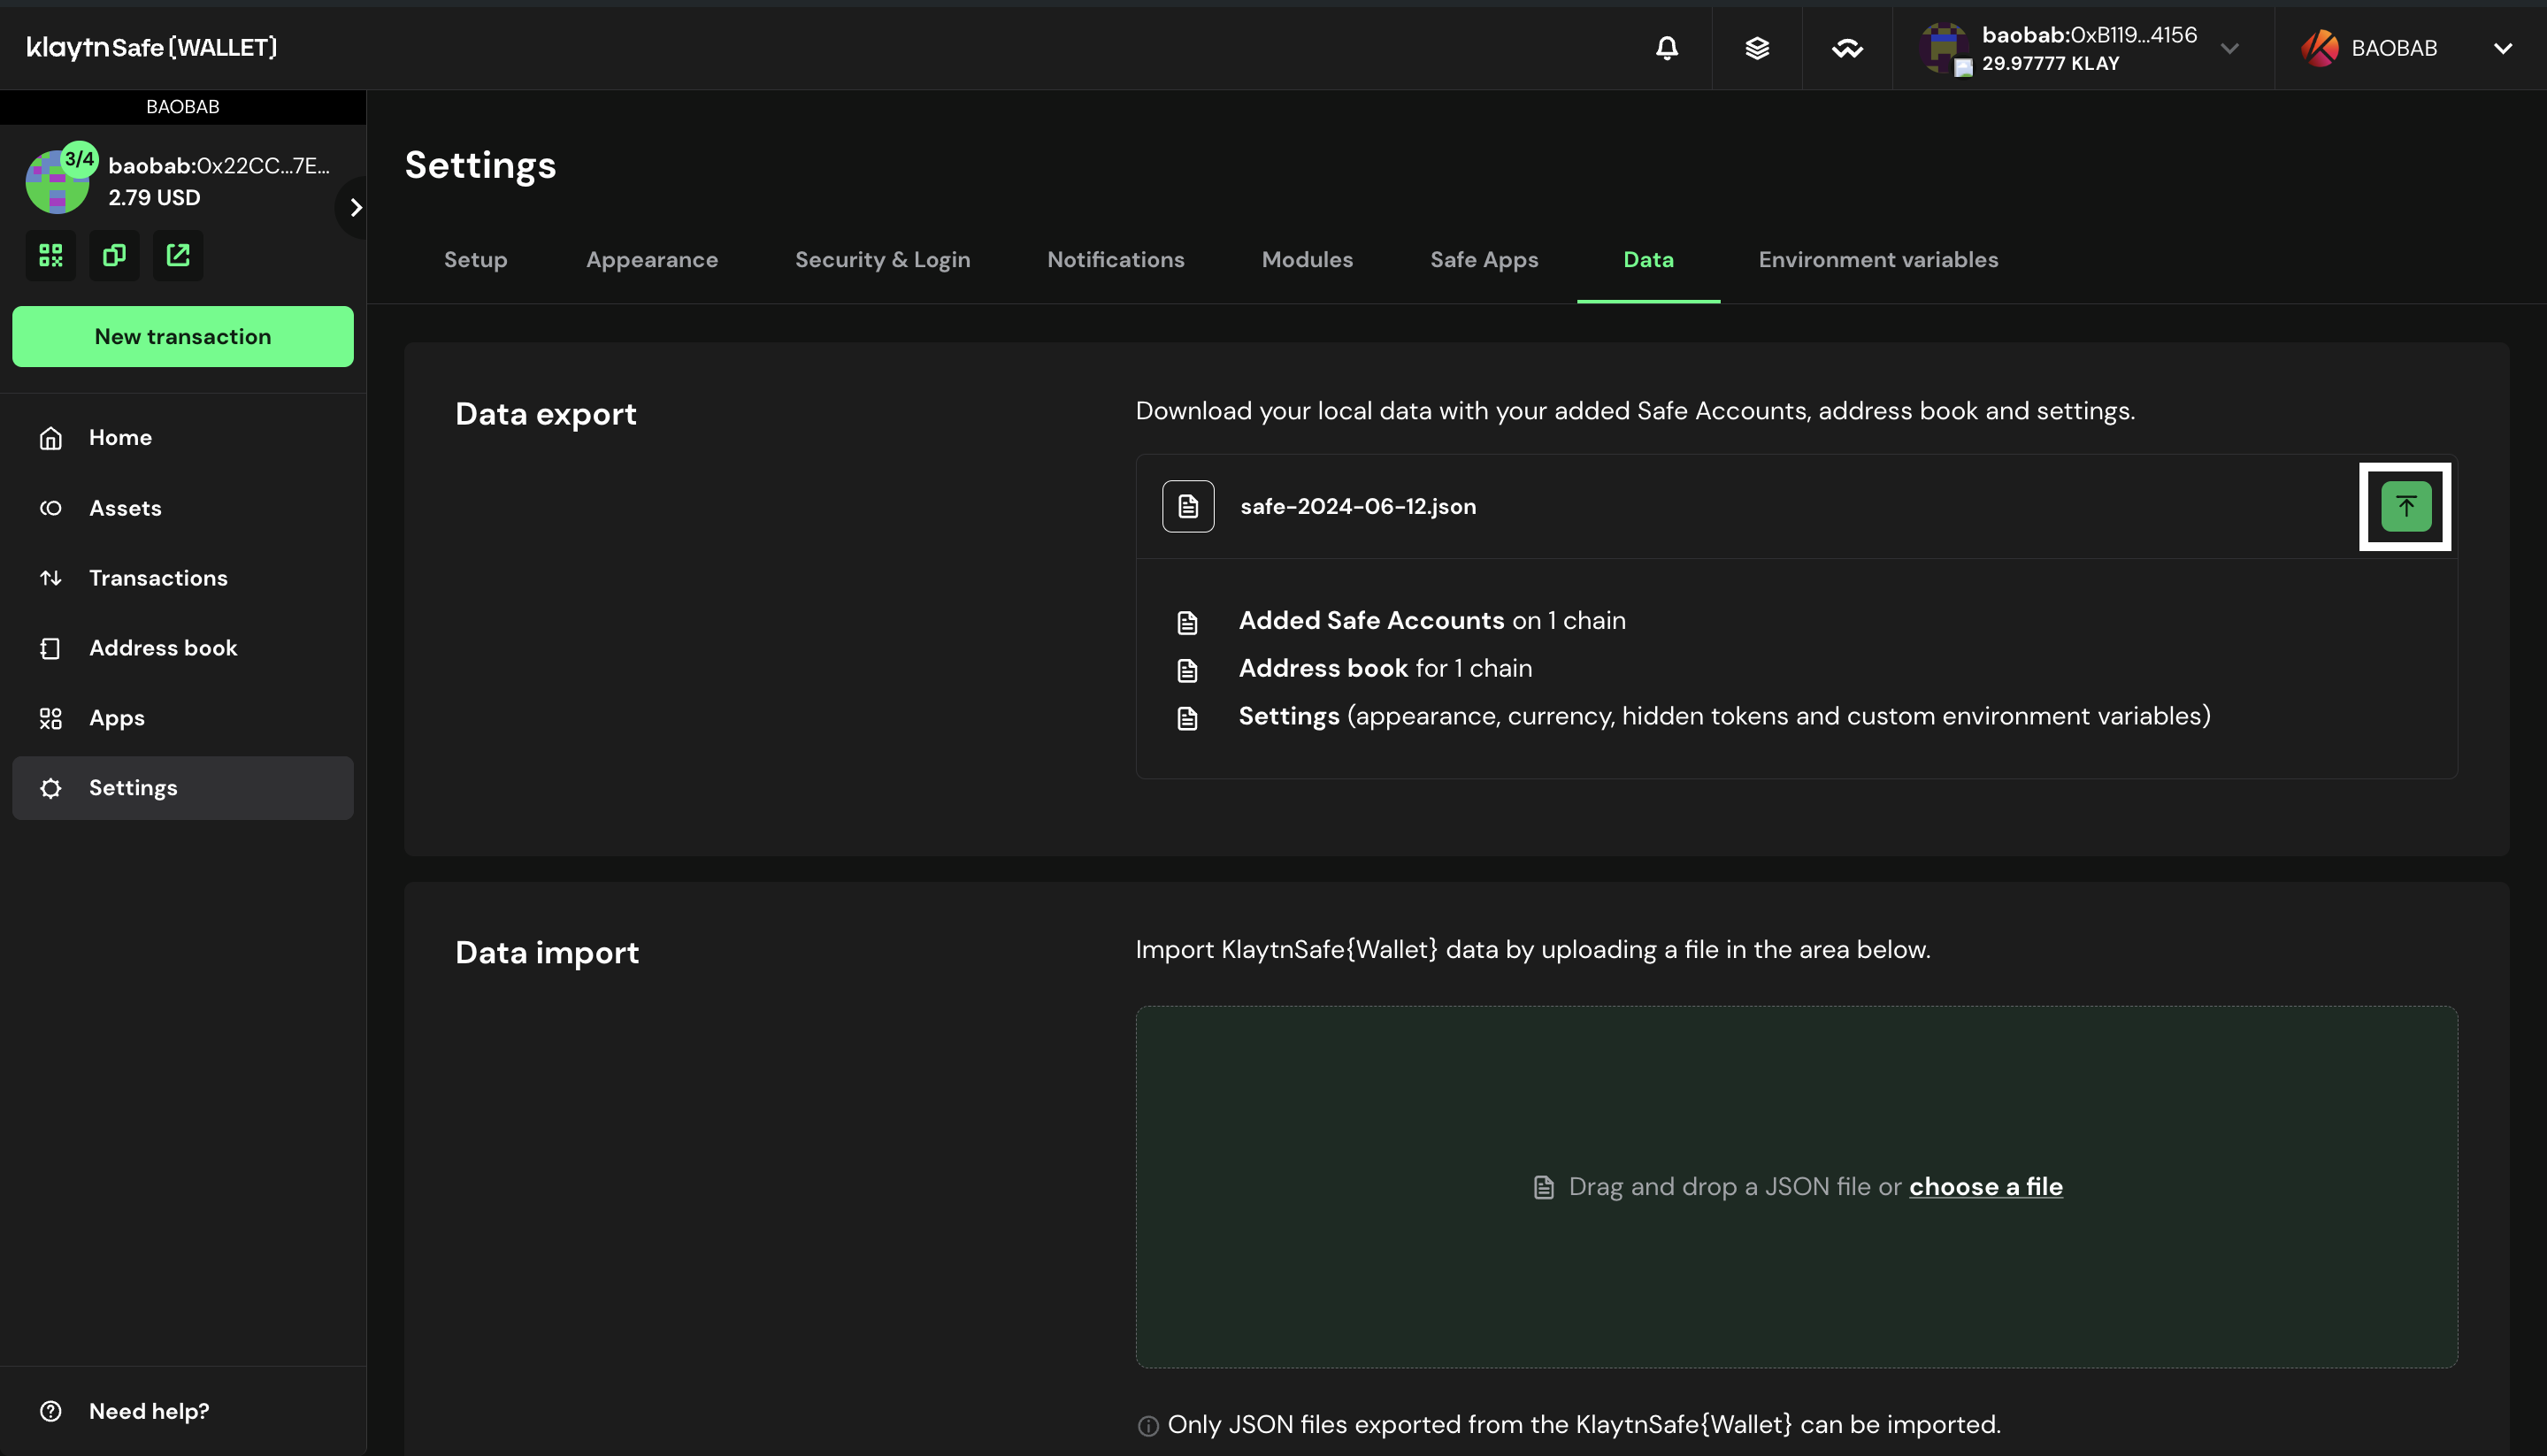 klaytn Safe{WALLET}
baobab:0xB119...4156
29.97777 KLAY
BAOBAB
BAOBAB
3/4
baobab:0x22CC...7E...
2.79 USD
New transaction
Home
Assets
Transactions
Address book
Apps
Settings
Need help?
Settings
Setup
Appearance
Security & Login
Notifications
Modules
Safe Apps
Data
Environment variables
Data export
Download your local data with your added Safe Accounts, address book and settings.
safe-2024-06-12.json
Added Safe Accounts on 1 chain
Address book for 1 chain
Settings (appearance, currency, hidden tokens and custom environment variables)
Data import
Import KlaytnSafe{Wallet} data by uploading a file in the area below.
Drag and drop a JSON file or choose a file
Only JSON files exported from the KlaytnSafe{Wallet} can be imported.